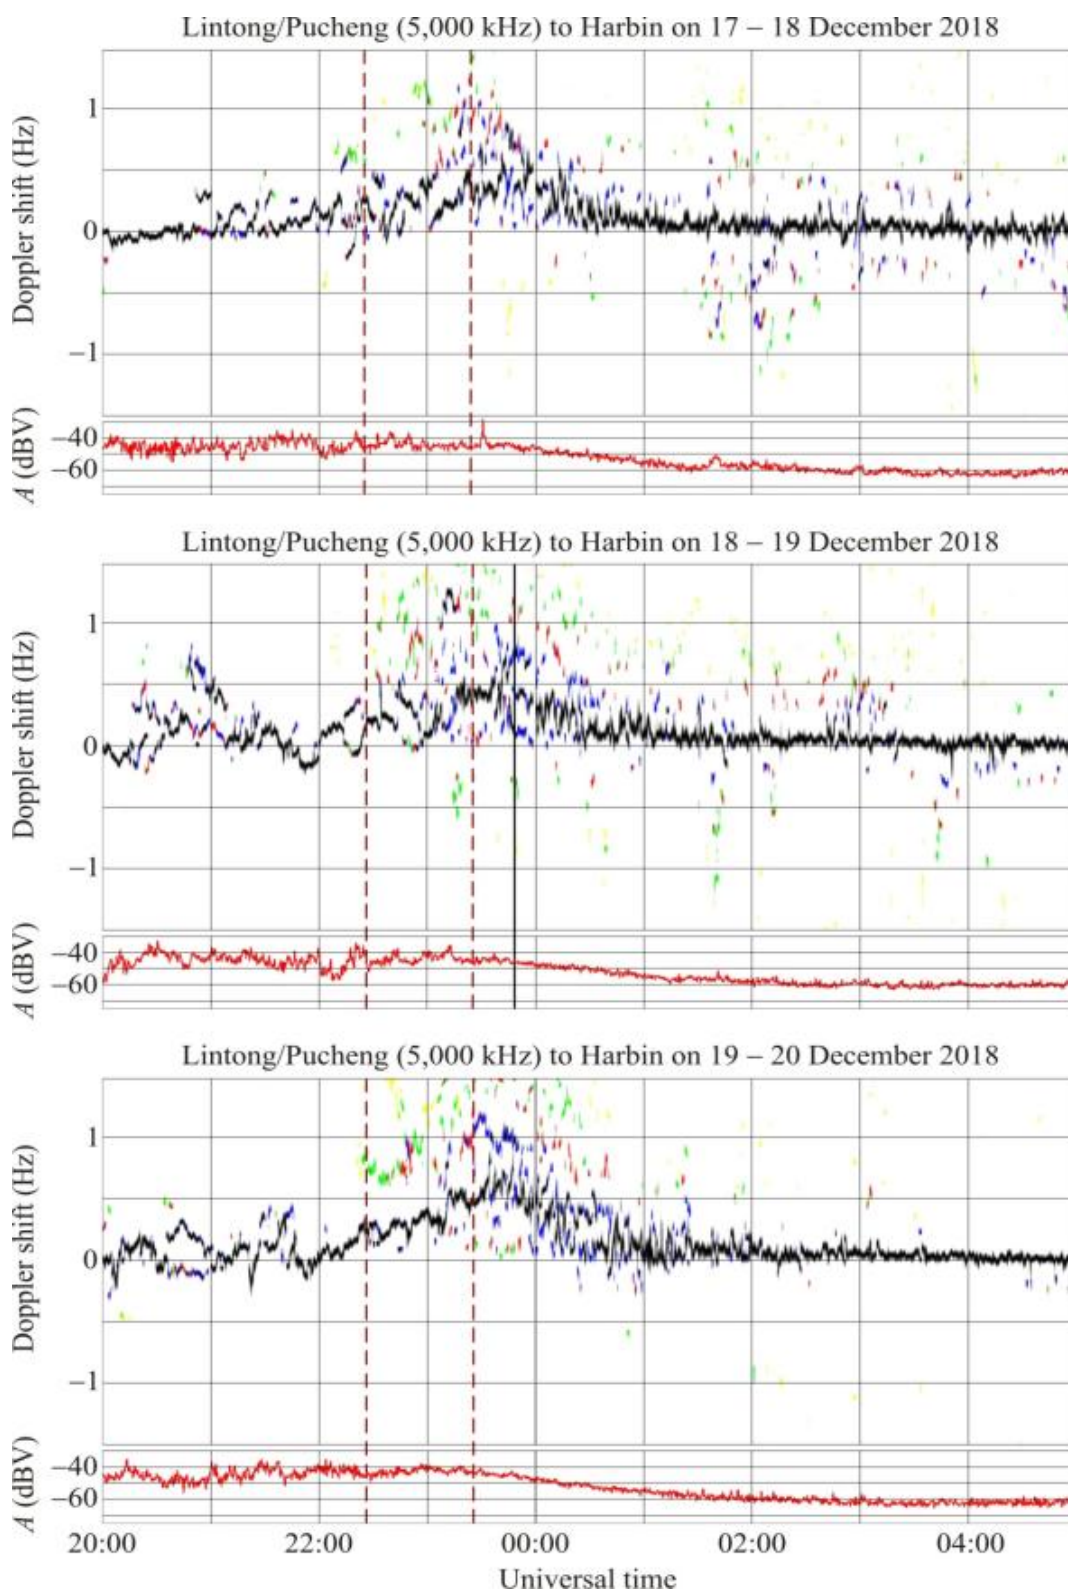 Lintong/Pucheng (5,000 kHz) to Harbin on 17 – 18 December 2018
Doppler shift (Hz)
1
0
−1
A (dBV)
−40
−60
Lintong/Pucheng (5,000 kHz) to Harbin on 18 – 19 December 2018
Doppler shift (Hz)
1
0
−1
A (dBV)
−40
−60
Lintong/Pucheng (5,000 kHz) to Harbin on 19 – 20 December 2018
Doppler shift (Hz)
1
0
−1
A (dBV)
−40
−60
20:00 22:00 00:00 02:00 04:00
Universal time